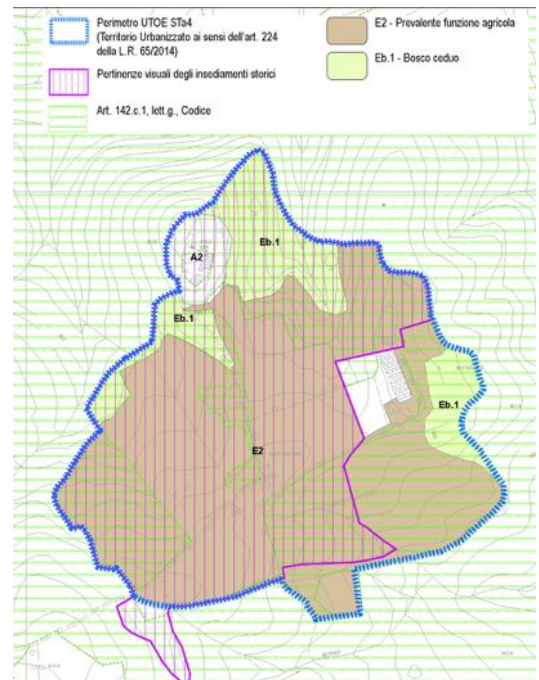 Perimetro UTOE STa4
(Territorio Urbanizzato ai sensi dell'art. 224
della L.R. 65/2014)
Pertinenze visuali degli insediamenti storici
Art. 142.c.1, lett.g., Codice
E2 - Prevalente funzione agricola
Eb.1 - Bosco ceduo
Eb.1
A2
Eb.1
Eb.1
E2